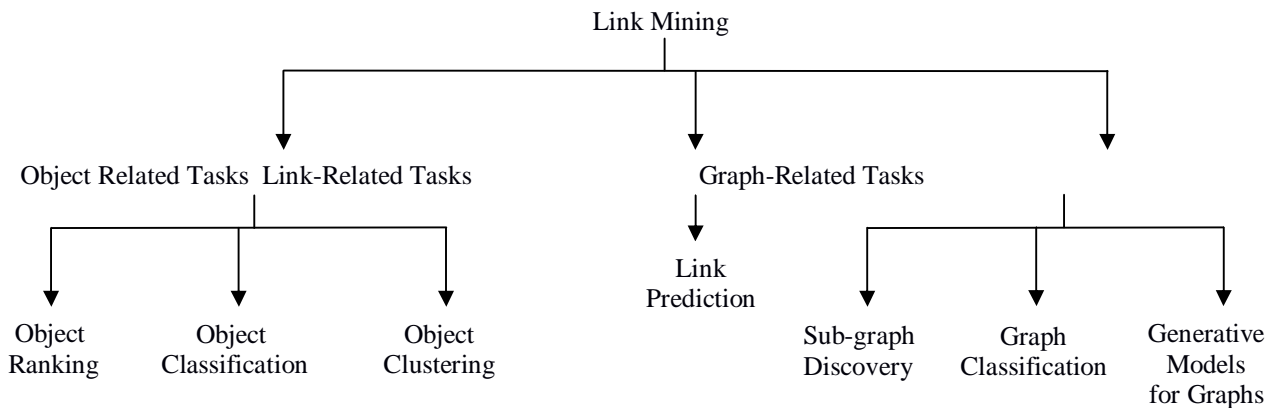 Link Mining
Object Related Tasks Link-Related Tasks Graph-Related Tasks
Link
Prediction
Object
Ranking
Object
Classification
Object
Clustering
Sub-graph
Discovery
Graph
Classification
Generative
Models
for Graphs